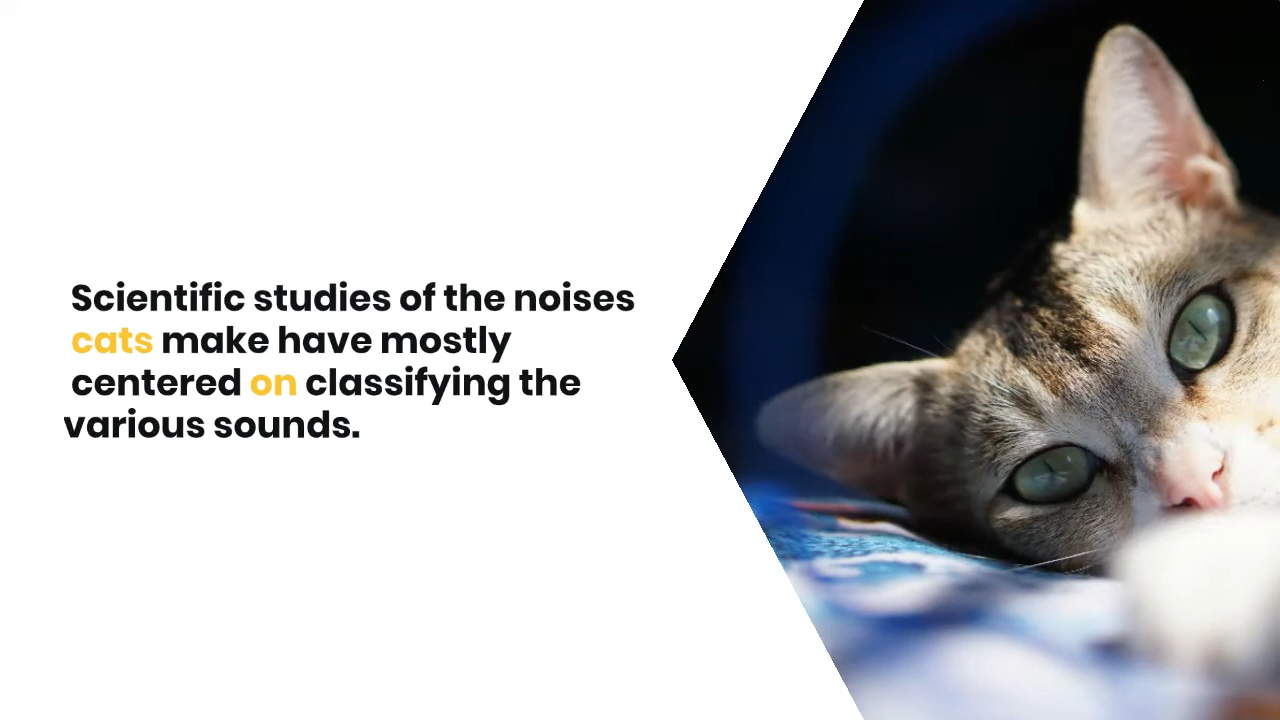 Scientific studies of the noises
cats make have mostly
centered on classifying the
various sounds.